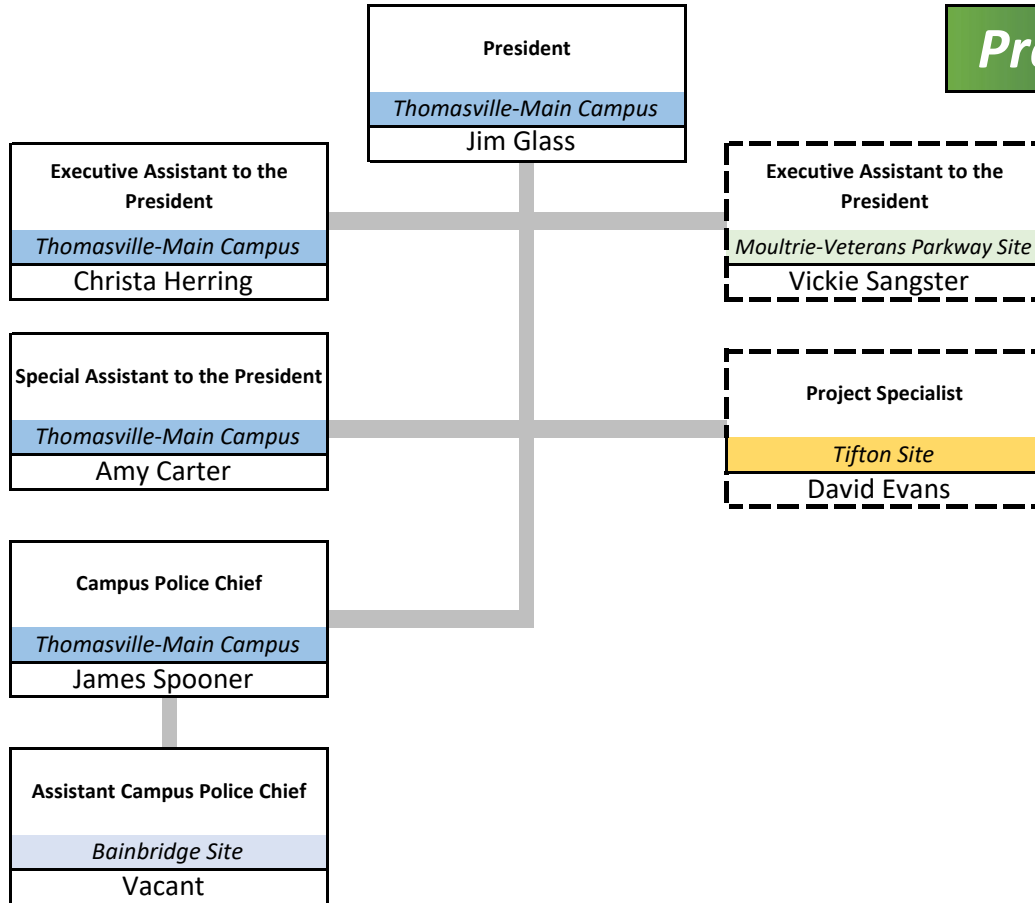 President
Thomasville-Main Campus
Jim Glass
Executive Assistant to the
President
Thomasville-Main Campus
Christa Herring
Executive Assistant to the
President
Moultrie-Veterans Parkway Site
Vickie Sangster
Special Assistant to the President
Thomasville-Main Campus
Amy Carter
Project Specialist
Tifton Site
David Evans
Campus Police Chief
Thomasville-Main Campus
James Spooner
Assistant Campus Police Chief
Bainbridge Site
Vacant